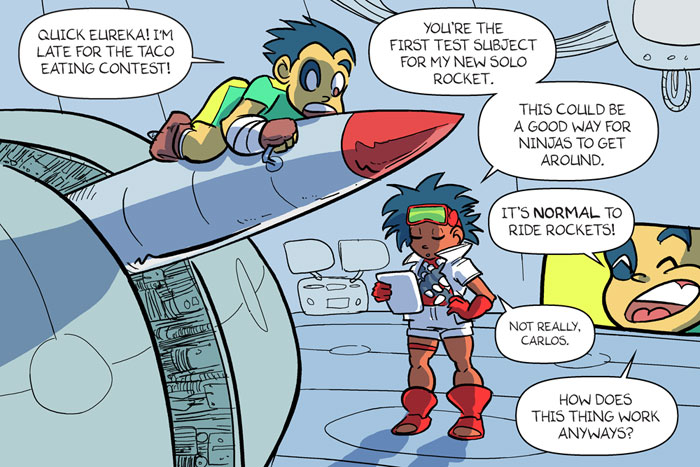 QUICK EUREKA! I'M
LATE FOR THE TACO
EATING CONTEST!
YOU'RE THE
FIRST TEST SUBJECT
FOR MY NEW SOLO
ROCKET.
THIS COULD BE
A GOOD WAY FOR
NINJAS TO GET
AROUND.
IT'S NORMAL TO
RIDE ROCKETS!
NOT REALLY,
CARLOS.
HOW DOES
THIS THING WORK
ANYWAYS?